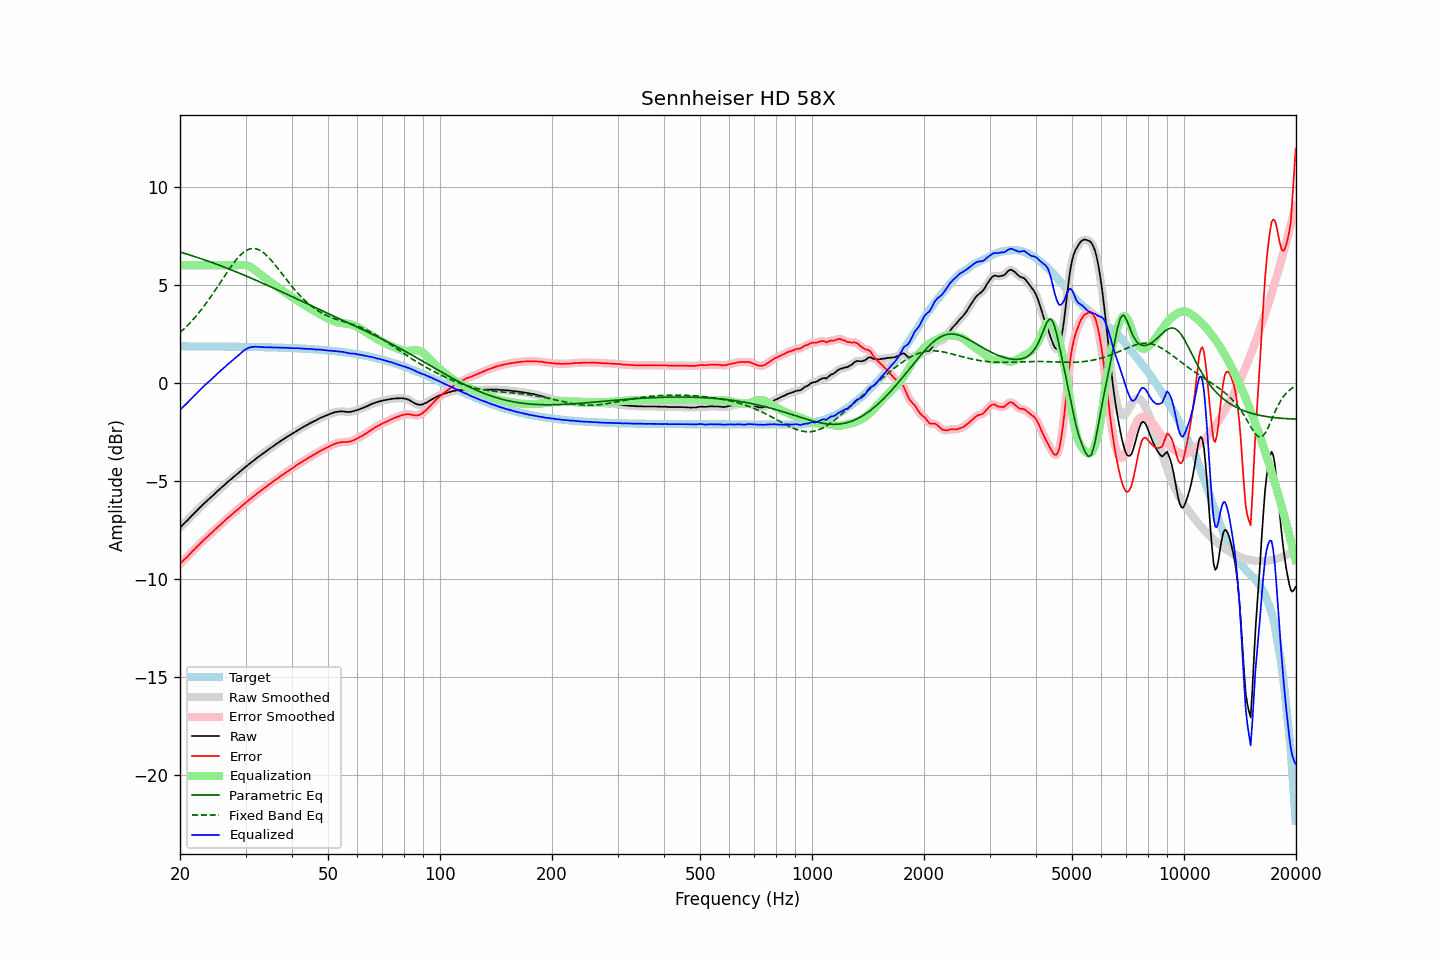 Sennheiser HD 58X
Amplitude (dBr)
10
5
0
−5
−10
−15
−20
Target
Raw Smoothed
Error Smoothed
Raw
Error
Equalization
Parametric Eq
Fixed Band Eq
Equalized
20 50 100 200 500 1000 2000 5000 10000 20000
Frequency (Hz)